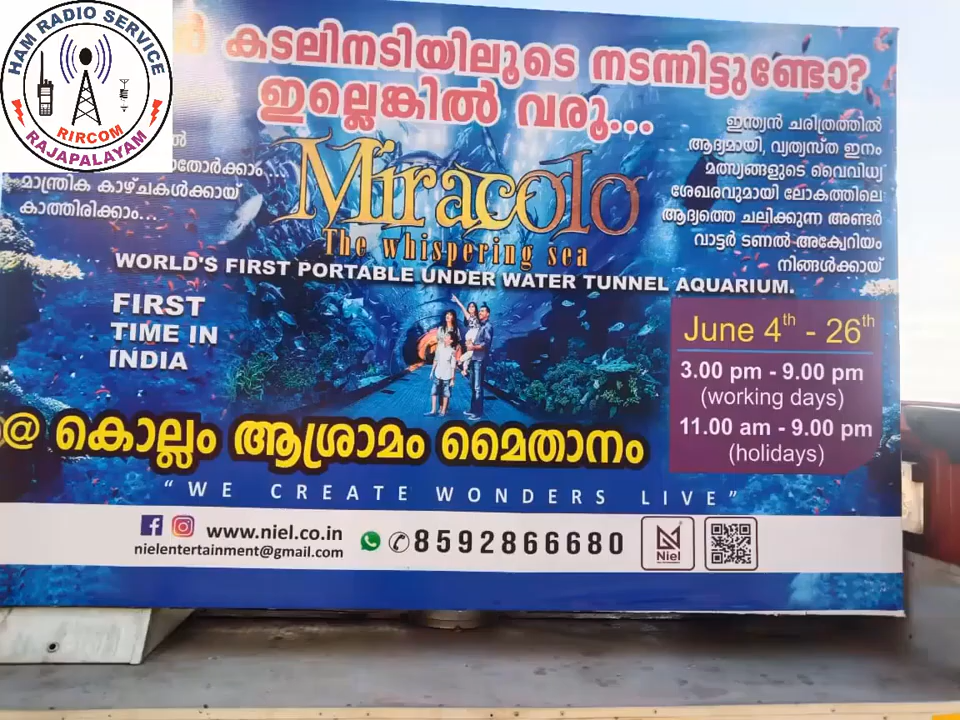 HAM RADIO SERVICE
RIRCOM
RAJAPALAYAM
കടലിനടിയിലൂടെ നടന്നിട്ടുണ്ടോ?
ഇല്ലെങ്കിൽ വരൂ...
മാന്ത്രിക കാഴ്ചകൾക്കായ്
കാത്തിരിക്കാം...
Miracolo
The whispering sea
ഇന്ത്യൻ ചരിത്രത്തിൽ
ആദ്യമായി, വ്യത്യസ്ത ഇനം
മത്സ്യങ്ങളുടെ വൈവിധ്യ
ശേഖരവുമായി ലോകത്തിലെ
ആദ്യത്തെ ചലിക്കുന്ന അണ്ടർ
വാട്ടർ ടണൽ അക്വേറിയം
നിങ്ങൾക്കായ്
WORLD'S FIRST PORTABLE UNDER WATER TUNNEL AQUARIUM.
FIRST
TIME IN
INDIA
June 4th - 26th
3.00 pm - 9.00 pm
(working days)
11.00 am - 9.00 pm
(holidays)
@ കൊല്ലം ആശ്രാമം മൈതാനം
"WE CREATE WONDERS LIVE"
www.niel.co.in
nielentertainment@gmail.com
8592866680
Niel